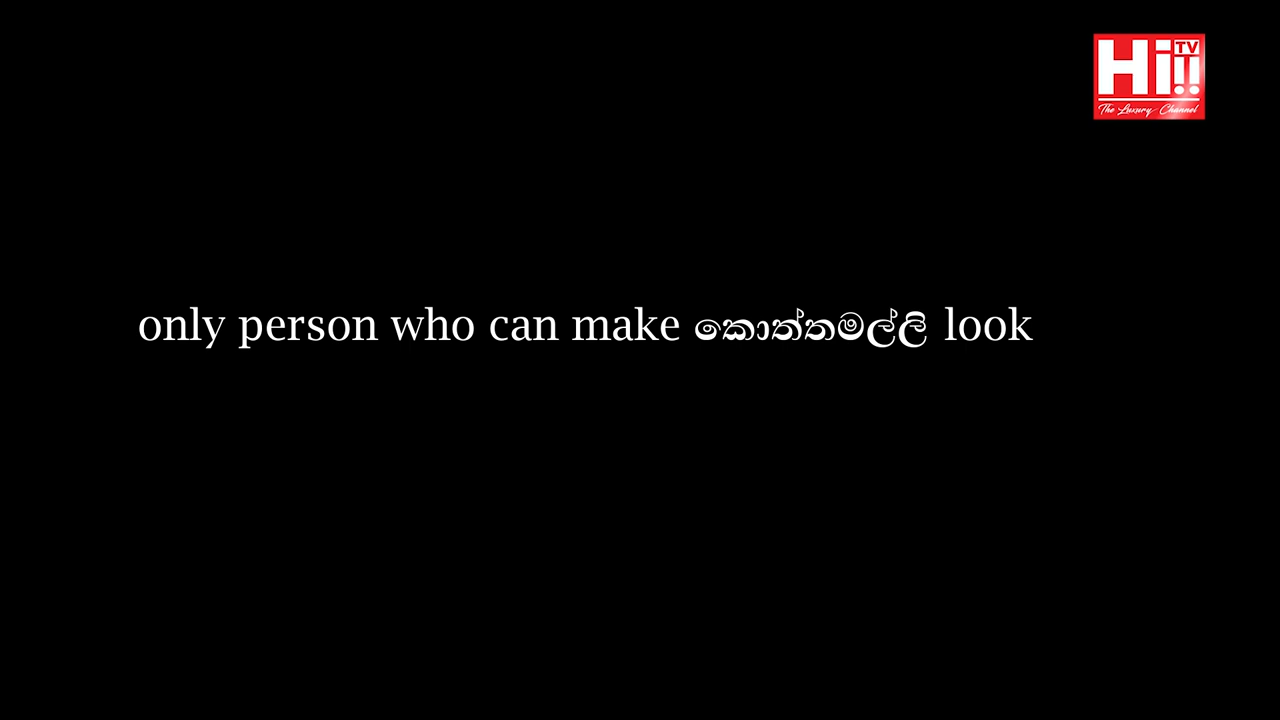 Hi!! TV
The Luxury Channel
only person who can make කොත්තමල්ලි look